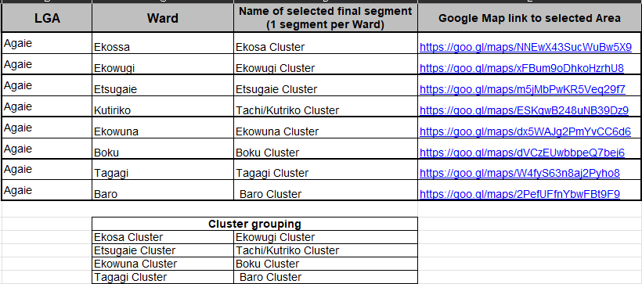 LGA Ward Name of selected final segment (1 segment per Ward) Google Map link to selected Area
Agaie Ekossa Ekosa Cluster https://goo.gl/maps/NNEwX43SucWuBw5X9
Agaie Ekowugi Ekowugi Cluster https://goo.gl/maps/xFBum9oDhkoHzrhU8
Agaie Etsugaie Etsugaie Cluster https://goo.gl/maps/m5jMbPwKR5Veq29f7
Agaie Kutiriko Tachi/Kutriko Cluster https://goo.gl/maps/ESKgwB248uNB39Dz9
Agaie Ekowuna Ekowuna Cluster https://goo.gl/maps/dx5WAJg2PmYvCC6d6
Agaie Boku Boku Cluster https://goo.gl/maps/dVCzEUwbbpeQ7bej6
Agaie Tagagi Tagagi Cluster https://goo.gl/maps/W4fyS63n8aj2Pyho8
Agaie Baro Baro Cluster https://goo.gl/maps/2PefUFfnYbwFBt9F9
Cluster grouping
Ekosa Cluster Ekowugi Cluster
Etsugaie Cluster Tachi/Kutriko Cluster
Ekowuna Cluster Boku Cluster
Tagagi Cluster Baro Cluster